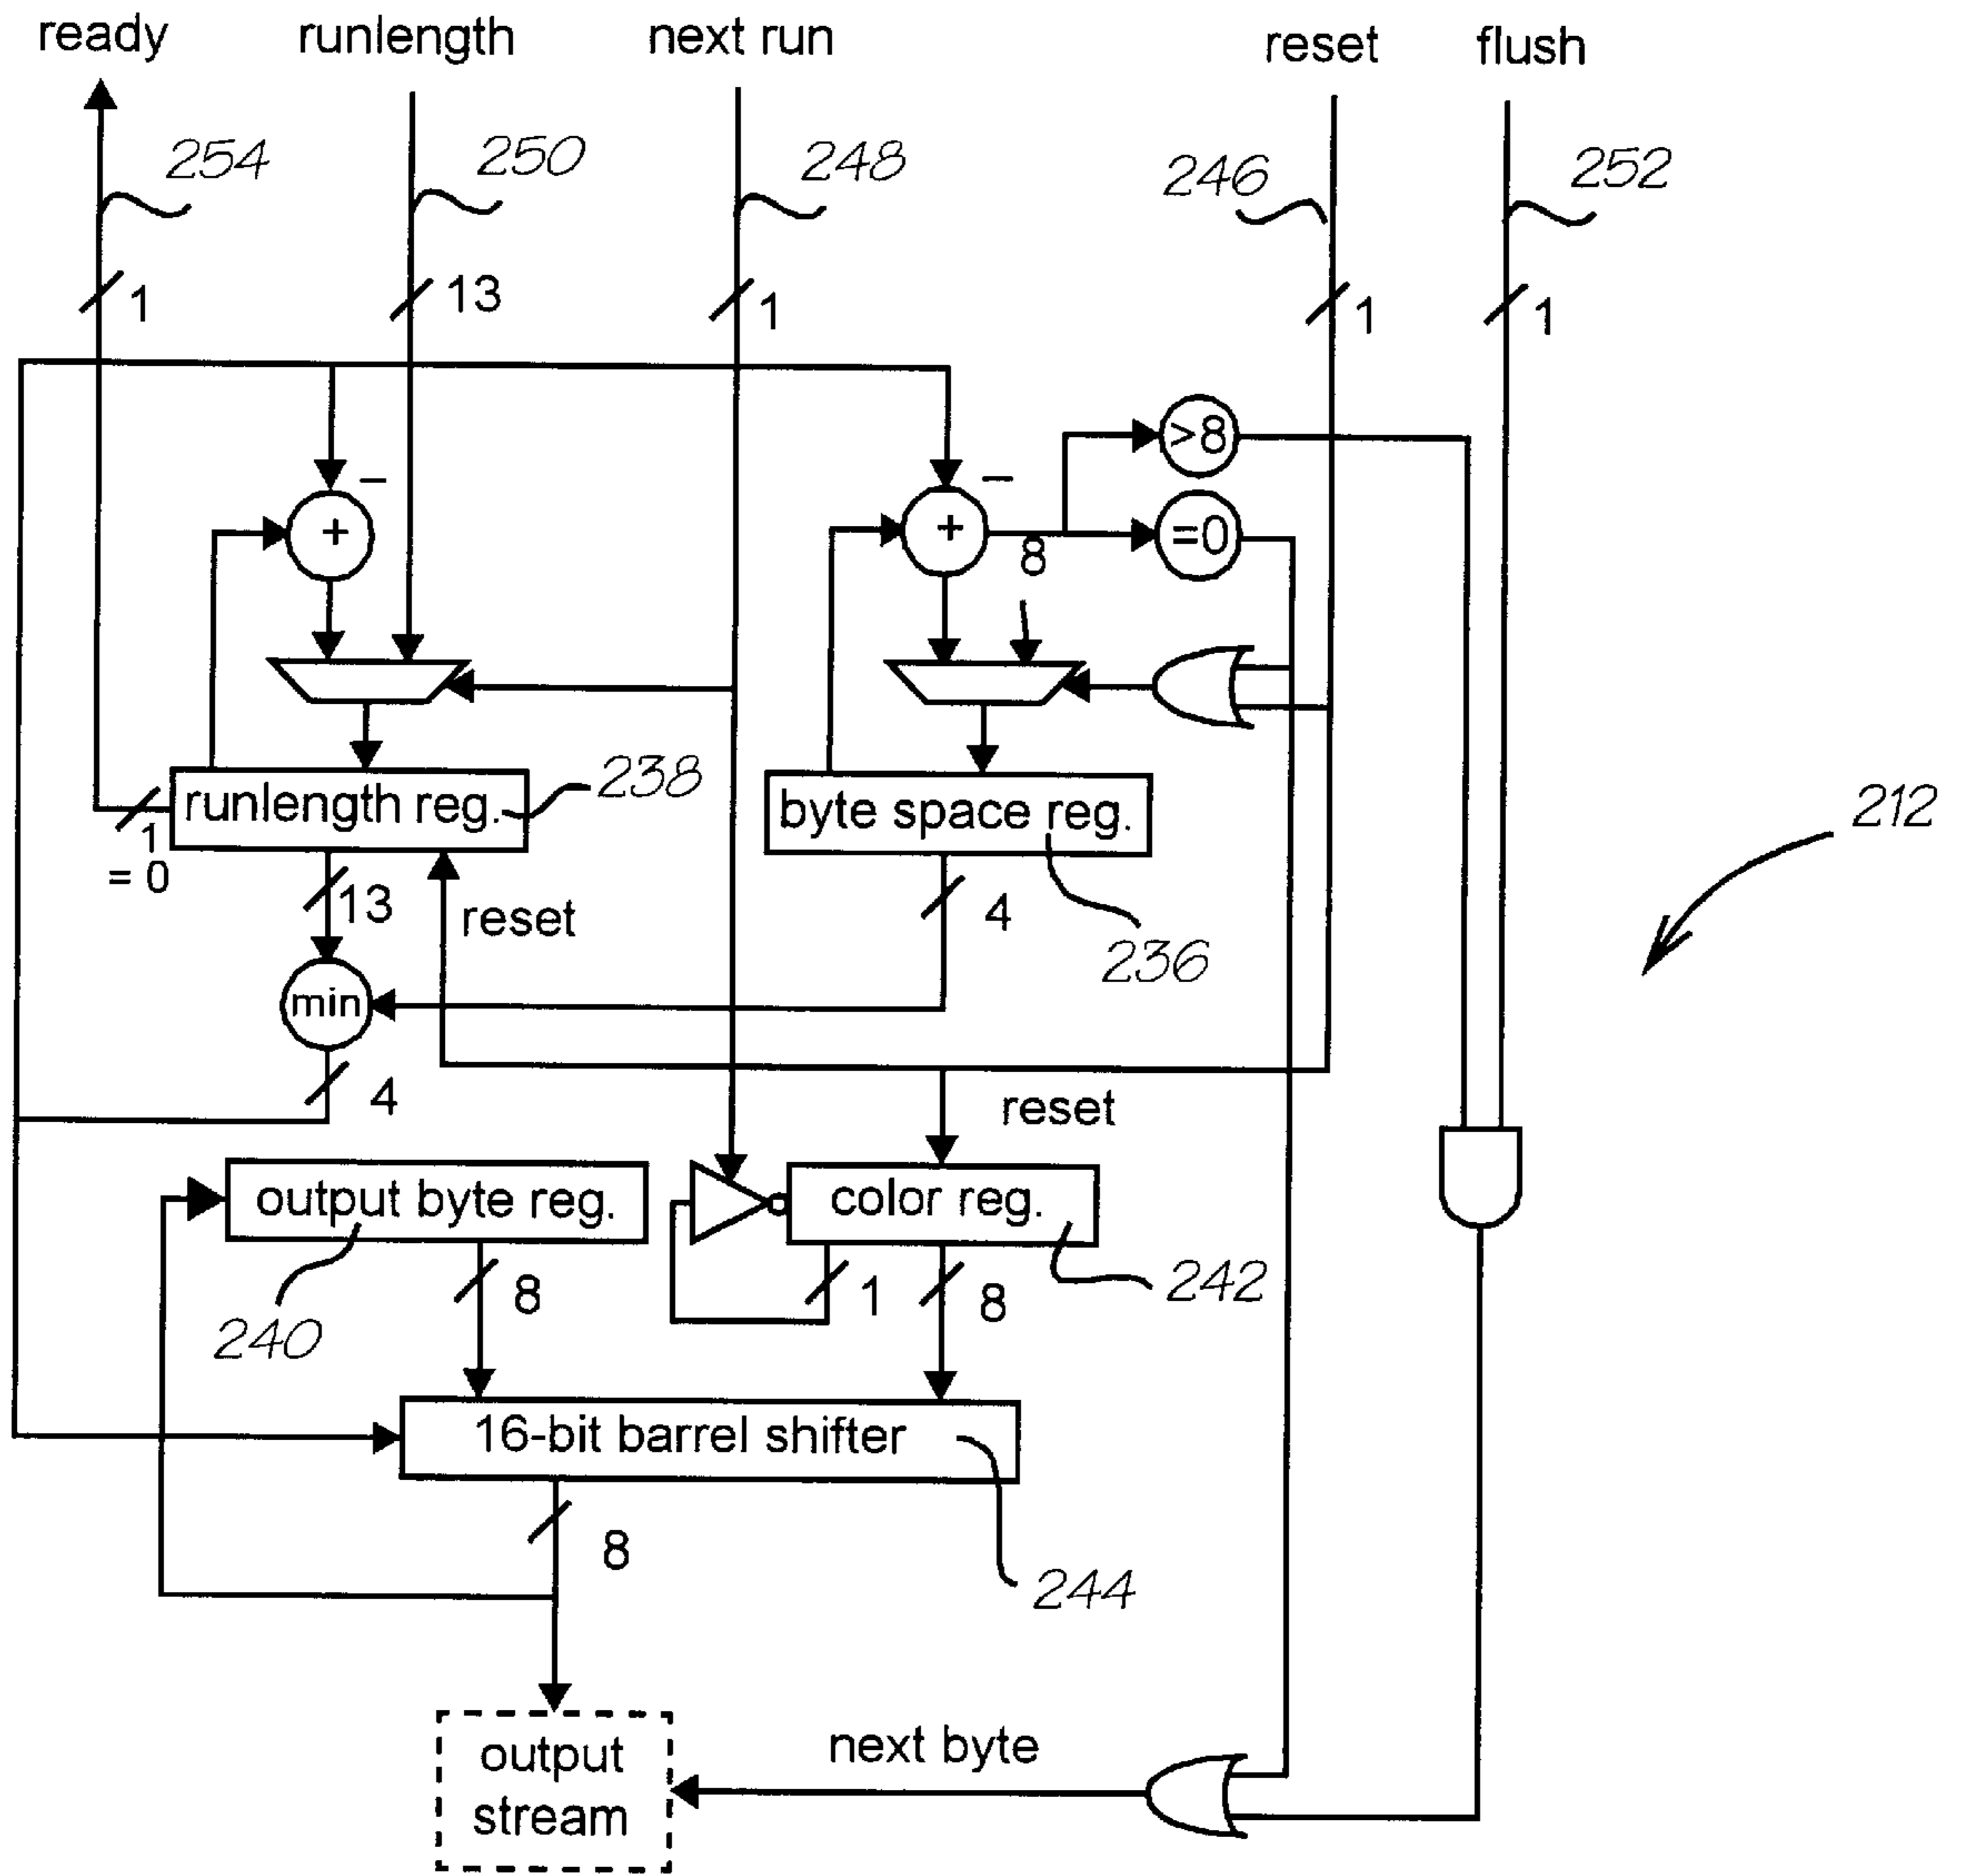 ready
runlength
next run
reset
flush
254
250
248
246
252
1
13
1
1
1
−
−
>8
+
+
=0
8
runlength reg.
238
byte space reg.
212
1
= 0
13
reset
4
236
min
4
reset
output byte reg.
color reg.
8
1
8
242
240
16-bit barrel shifter
8
244
output
stream
next byte